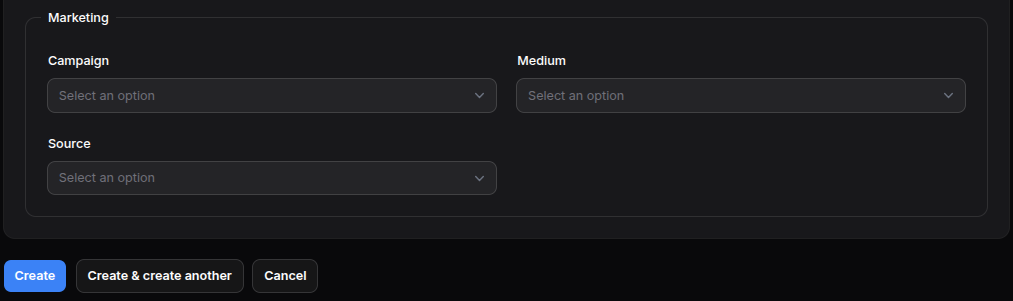 Marketing
Campaign Medium
Select an option Select an option
Source
Select an option
Create Create & create another Cancel